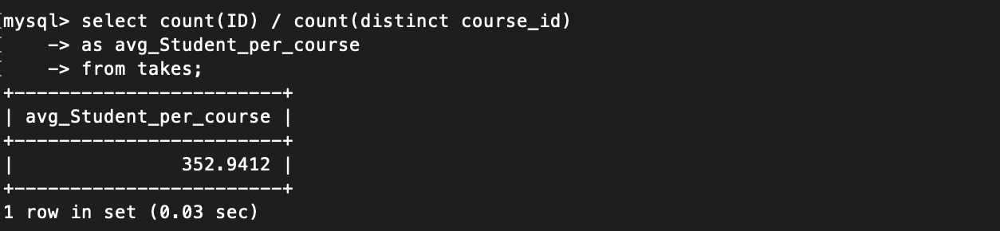 mysql> select count(ID) / count(distinct course_id)
    -> as avg_Student_per_course
    -> from takes;
+------------------------+
| avg_Student_per_course |
+------------------------+
|               352.9412 |
+------------------------+
1 row in set (0.03 sec)